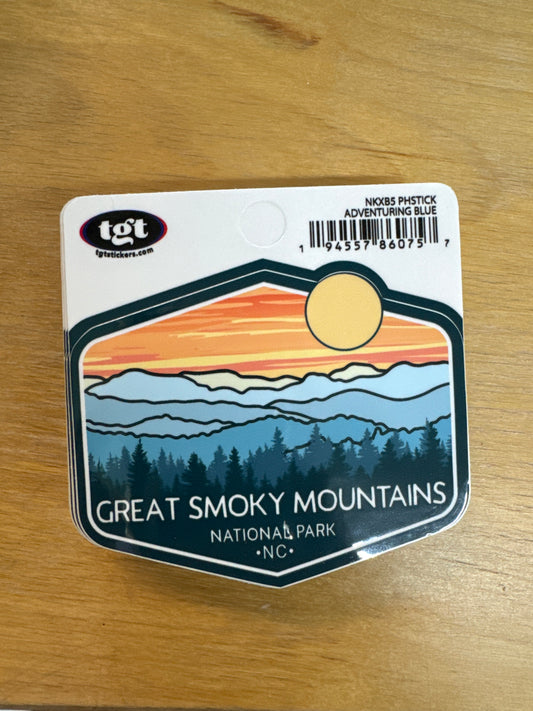 tgt
tgtstickers.com
NKXB5 PHSTICK
ADVENTURING BLUE
1 94557 86075 7
GREAT SMOKY MOUNTAINS
NATIONAL PARK
•NC•